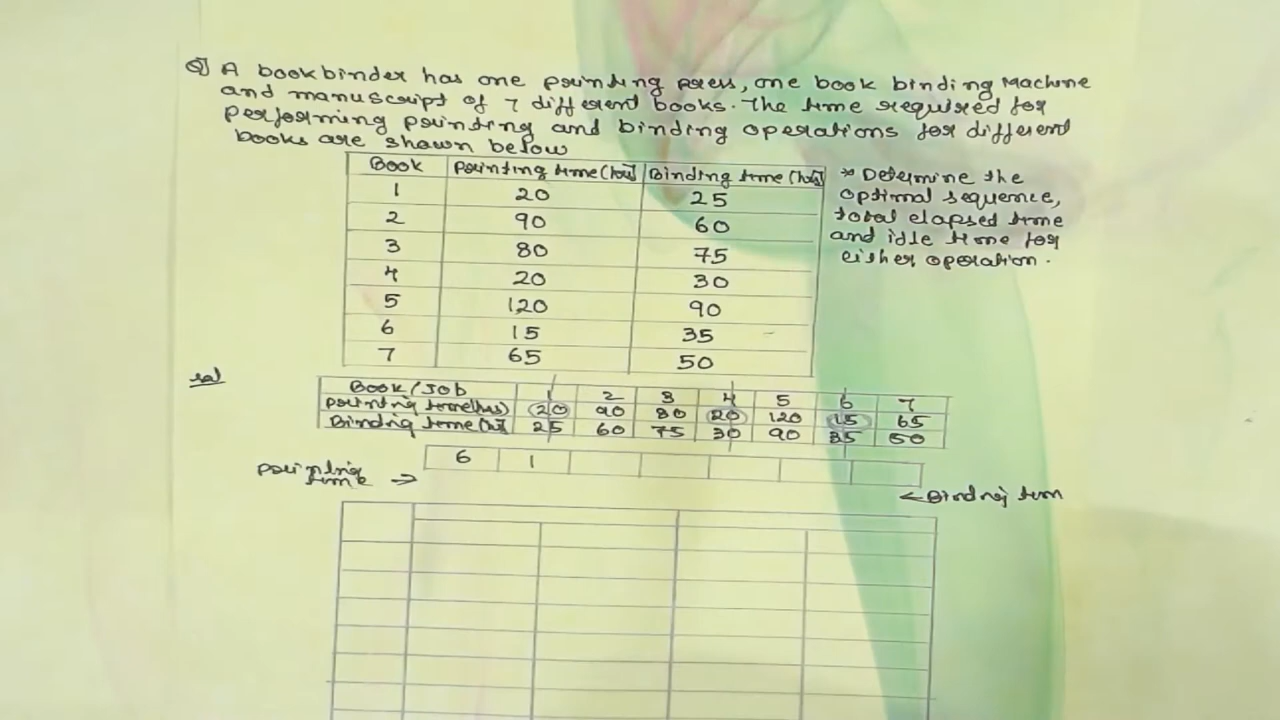 Q] A bookbinder has one printing press, one book binding Machine
and manuscript of 7 different books. The time required for
performing printing and binding operations for different
books are shown below
Book Printing time (hrs) Binding time (hrs)
1 20 25
2 90 60
3 80 75
4 20 30
5 120 90
6 15 35
7 65 50
* Determine the
optimal sequence,
total elapsed time
and idle time for
either operation.
sol
Book/Job 1 2 3 4 5 6 7
Printing time(hrs) 20 90 80 20 120 15 65
Binding time(hrs) 25 60 75 30 90 35 50
6 1
Printing
time →
← Binding time